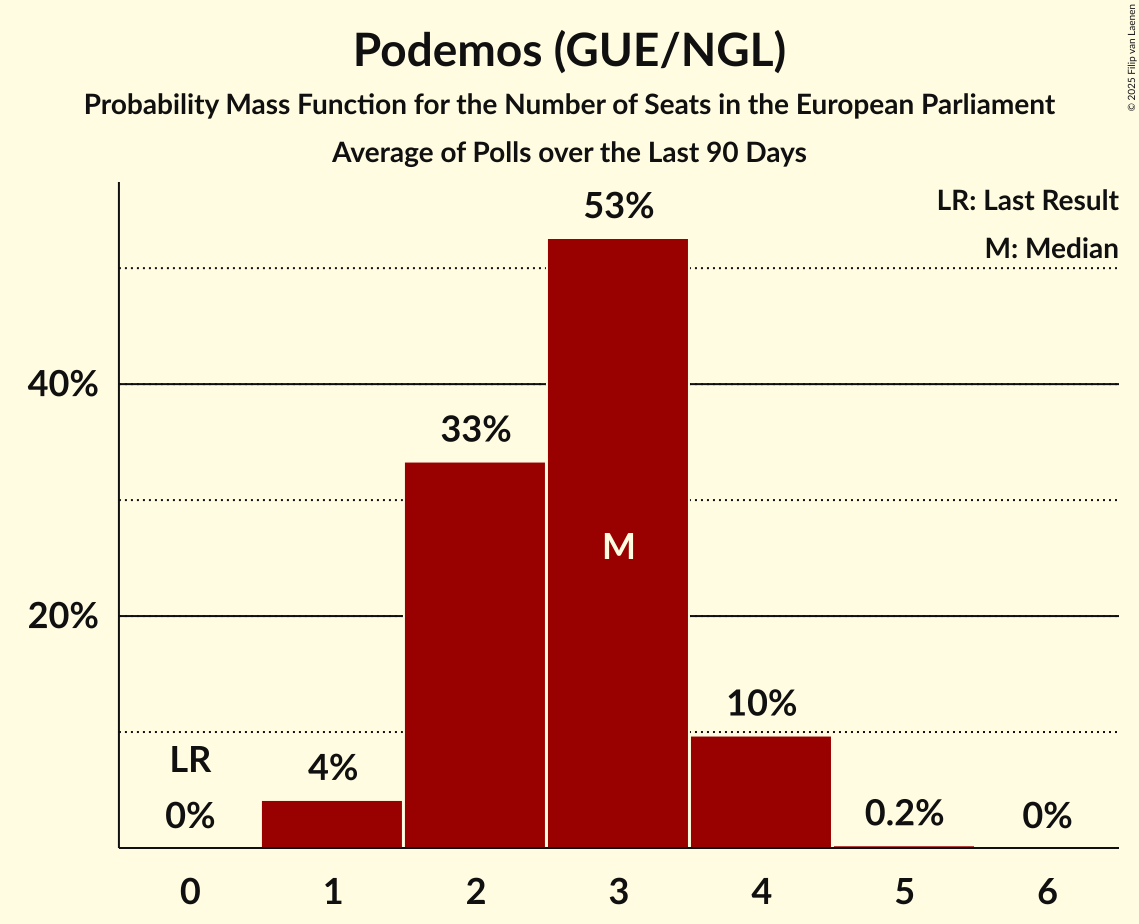 Podemos (GUE/NGL)
Probability Mass Function for the Number of Seats in the European Parliament
Average of Polls over the Last 90 Days
© 2025 Filip van Laenen
LR: Last Result
M: Median
53%
40%
33%
M
20%
10%
LR
4%
0%
0.2%
0%
0 1 2 3 4 5 6